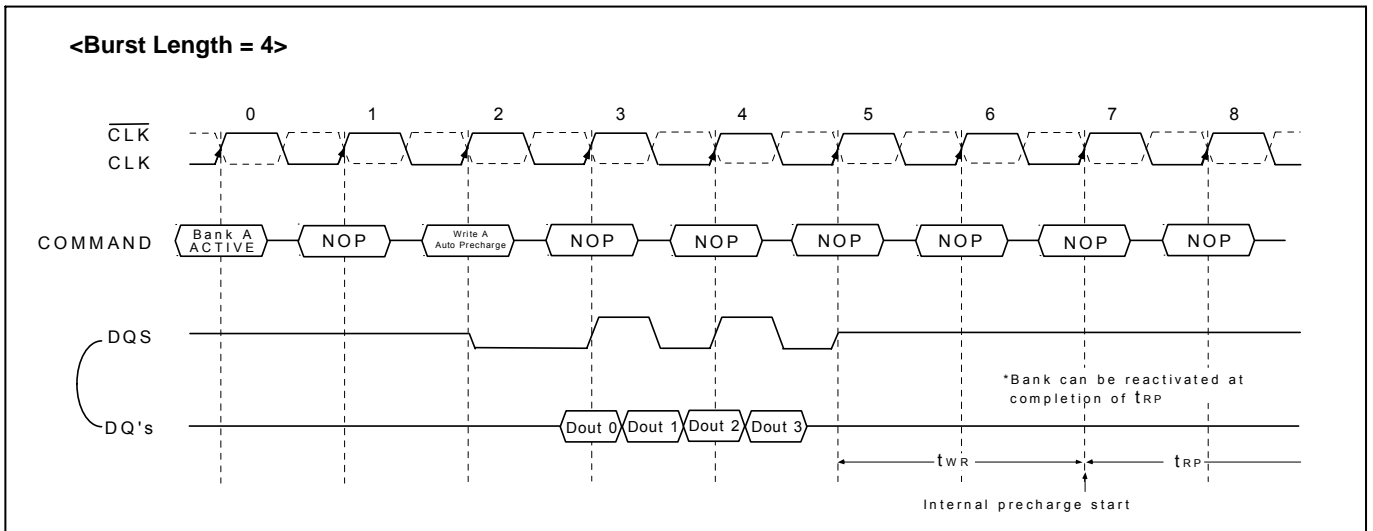 <Burst Length = 4>
0 1 2 3 4 5 6 7 8
CLK
CLK
COMMAND
Bank A
ACTIVE
NOP
Write A
Auto Precharge
NOP
NOP
NOP
NOP
NOP
NOP
DQS
*Bank can be reactivated at
completion of tRP
DQ's
Dout 0 Dout 1 Dout 2 Dout 3
tWR
tRP
Internal precharge start